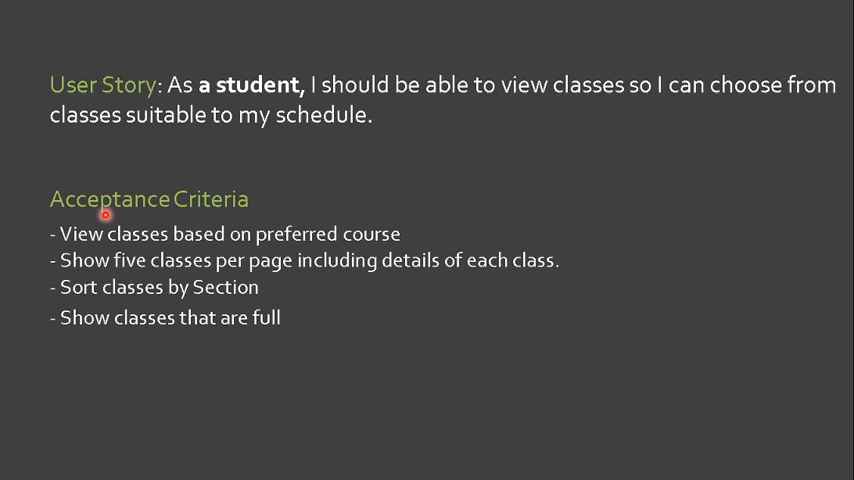 User Story: As a student, I should be able to view classes so I can choose from
classes suitable to my schedule.
Acceptance Criteria
- View classes based on preferred course
- Show five classes per page including details of each class.
- Sort classes by Section
- Show classes that are full